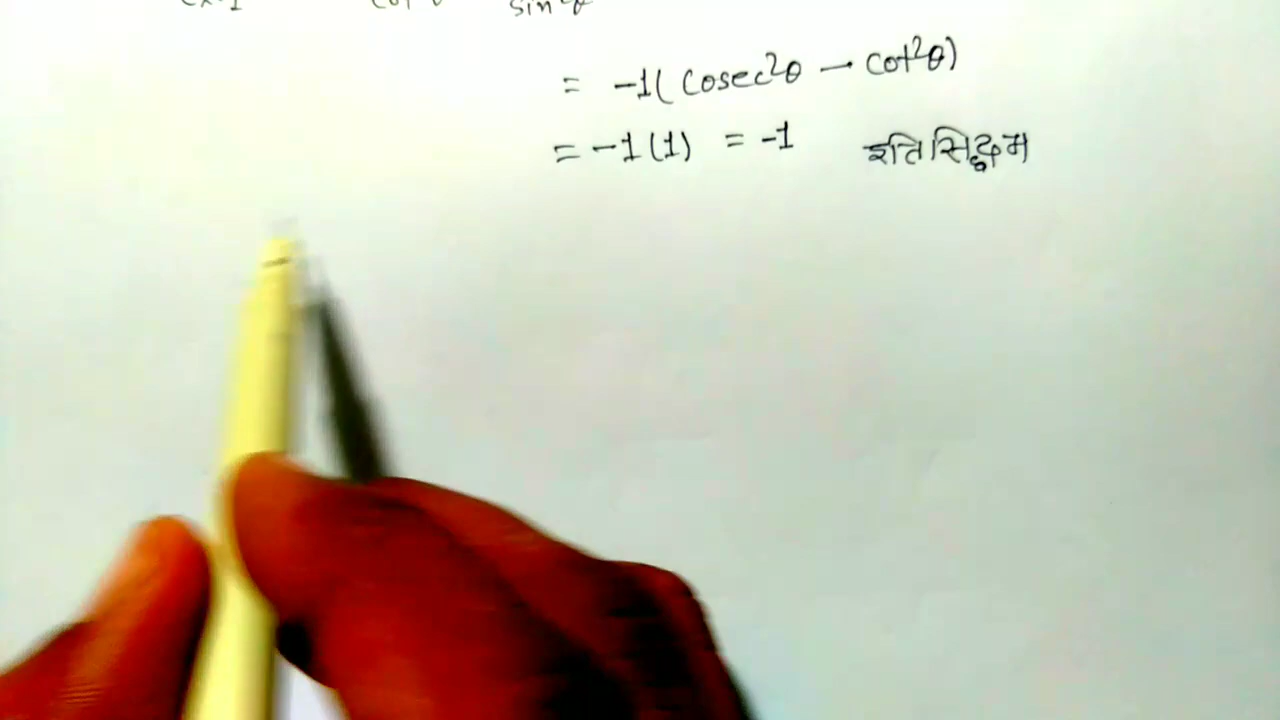 = -1( Cosec²θ - Cot²θ)
= -1(1) = -1 इति सिद्धम